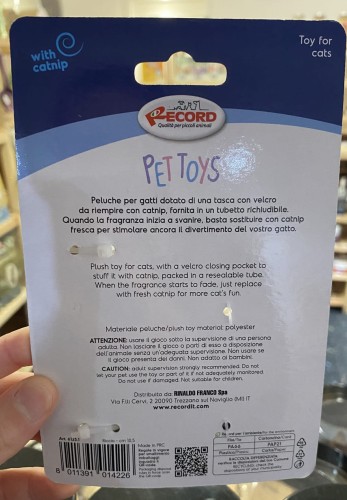 with
catnip
Toy for
cats
RECORD
Qualità per piccoli animali
PET TOYS
Peluche per gatti dotato di una tasca con velcro
da riempire con catnip, fornita in un tubetto richiudibile.
Quando la fragranza inizia a svanire, basta sostituire con catnip
fresca per stimolare ancora il divertimento del vostro gatto.
Plush toy for cats, with a velcro closing pocket to
stuff it with catnip, packed in a resealable tube.
When the fragrance starts to fade, just replace
with fresh catnip for more cat's fun.
Materiale peluche/plush toy material: polyester
ATTENZIONE: usare il gioco sotto la supervisione di una persona
adulta. Non lasciare il gioco o parti di esso a disposizione
dell'animale senza un'adeguata supervisione. Non usare se
il gioco presenta dei danni. Non adatto ai bambini.
CAUTION: adult supervision strongly recommended. Do not
let your pet use the toy or part of it if not adequately monitored.
Do not use if damaged. Not suitable for children.
Distribuito da RINALDO FRANCO Spa
Via F.lli Cervi, 2 20090 Trezzano sul Naviglio (MI) IT
www.recordit.com
Made in PRC
8 011391 014226
PAP21